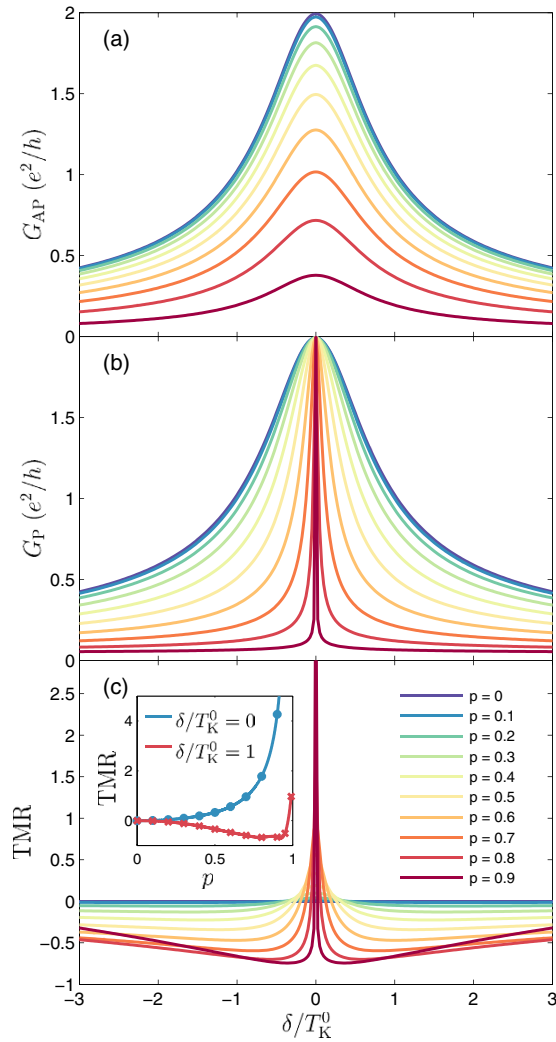 (a)
2
1.5
1
0.5
0
G_AP (e²/h)
(b)
1.5
1
0.5
0
G_P (e²/h)
(c)
2.5
2
1.5
1
0.5
0
−0.5
−1
TMR
4
2
0
TMR
δ/T_K^0 = 0
δ/T_K^0 = 1
0 0.5 1
p
p = 0
p = 0.1
p = 0.2
p = 0.3
p = 0.4
p = 0.5
p = 0.6
p = 0.7
p = 0.8
p = 0.9
−3 −2 −1 0 1 2 3
δ/T_K^0